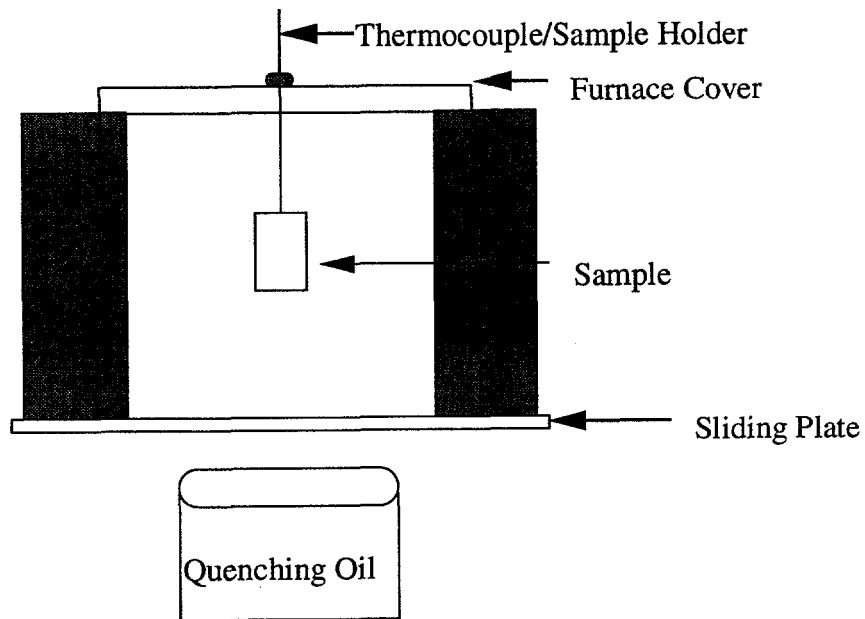 Thermocouple/Sample Holder
Furnace Cover
Sample
Sliding Plate
Quenching Oil